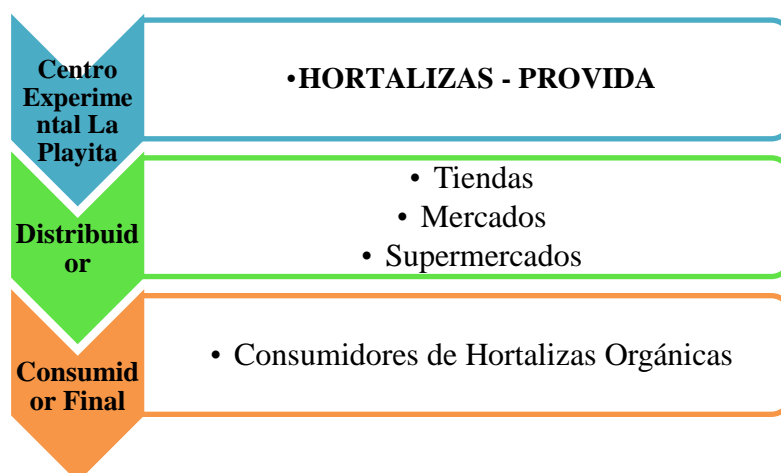 Centro
Experime
ntal La
Playita
•HORTALIZAS - PROVIDA
Distribuid
or
• Tiendas
• Mercados
• Supermercados
Consumid
or Final
• Consumidores de Hortalizas Orgánicas